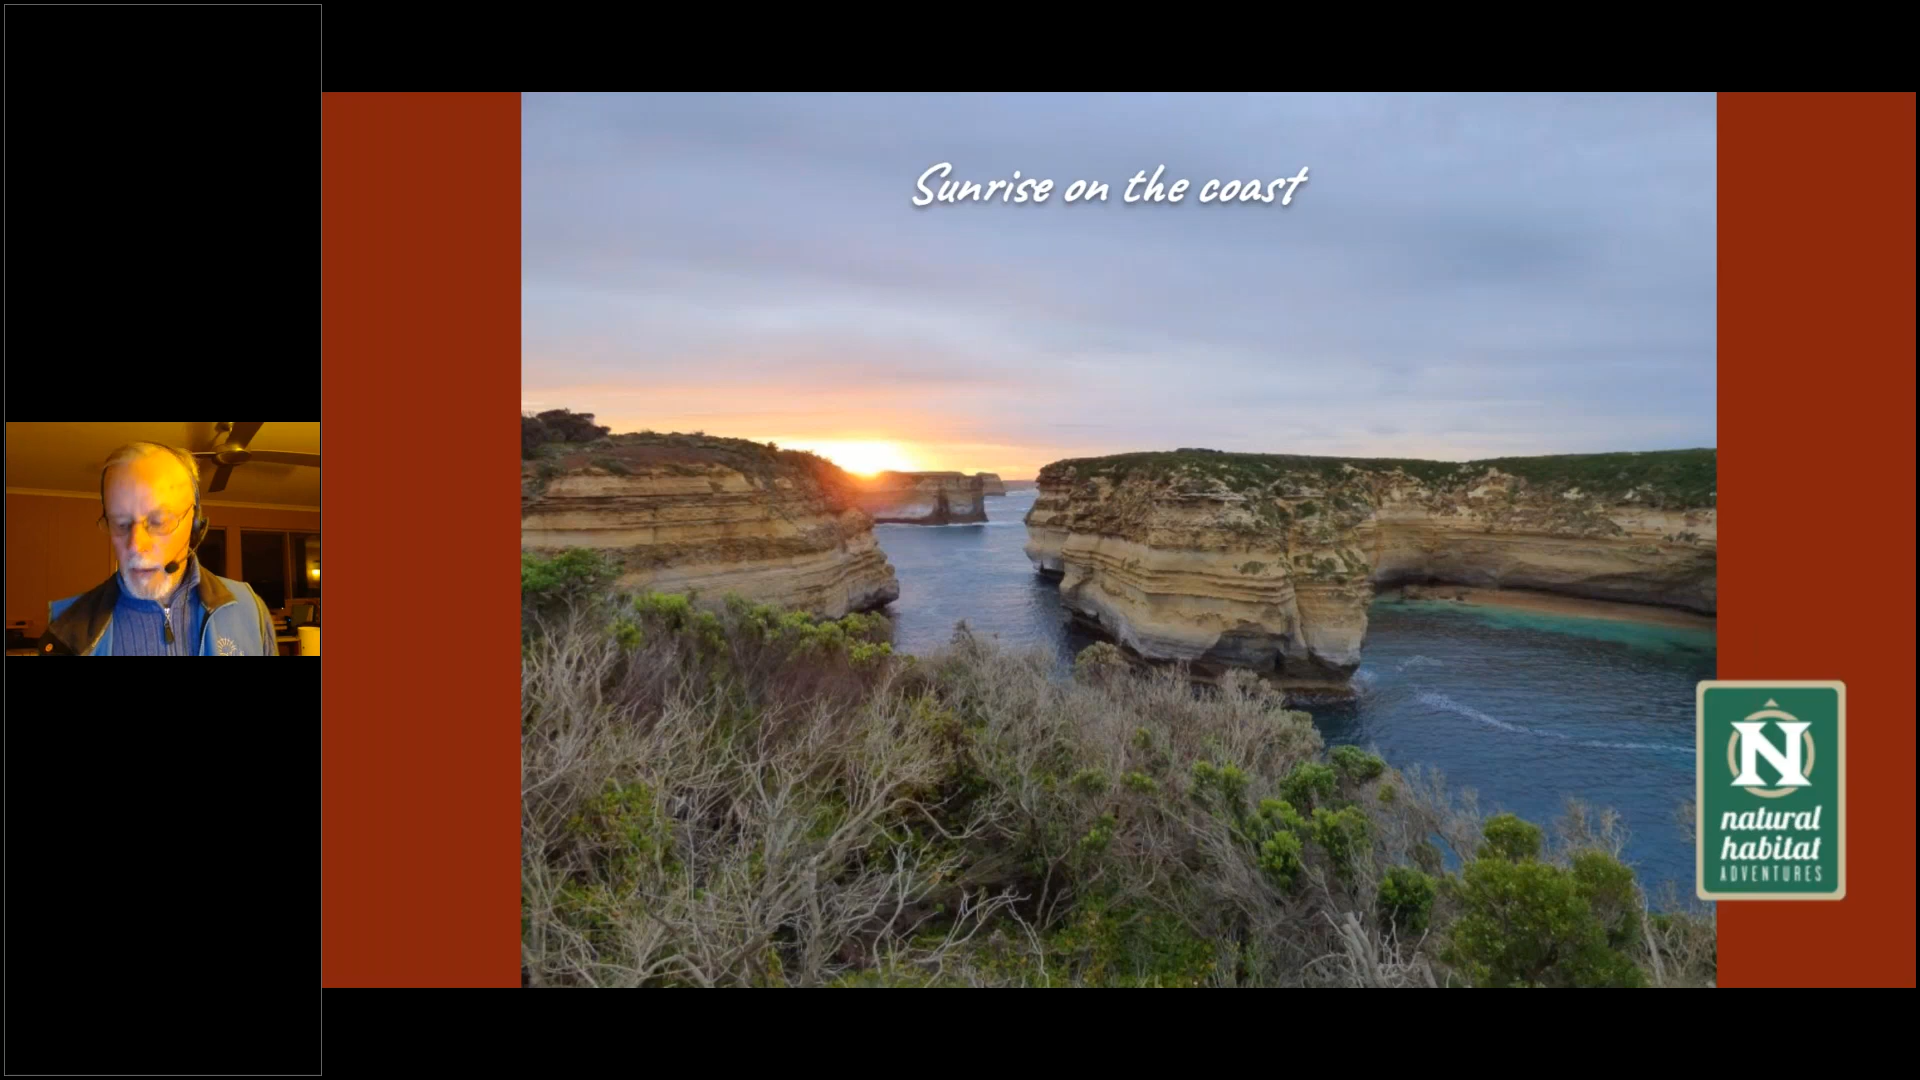 Sunrise on the coast
N
natural
habitat
ADVENTURES